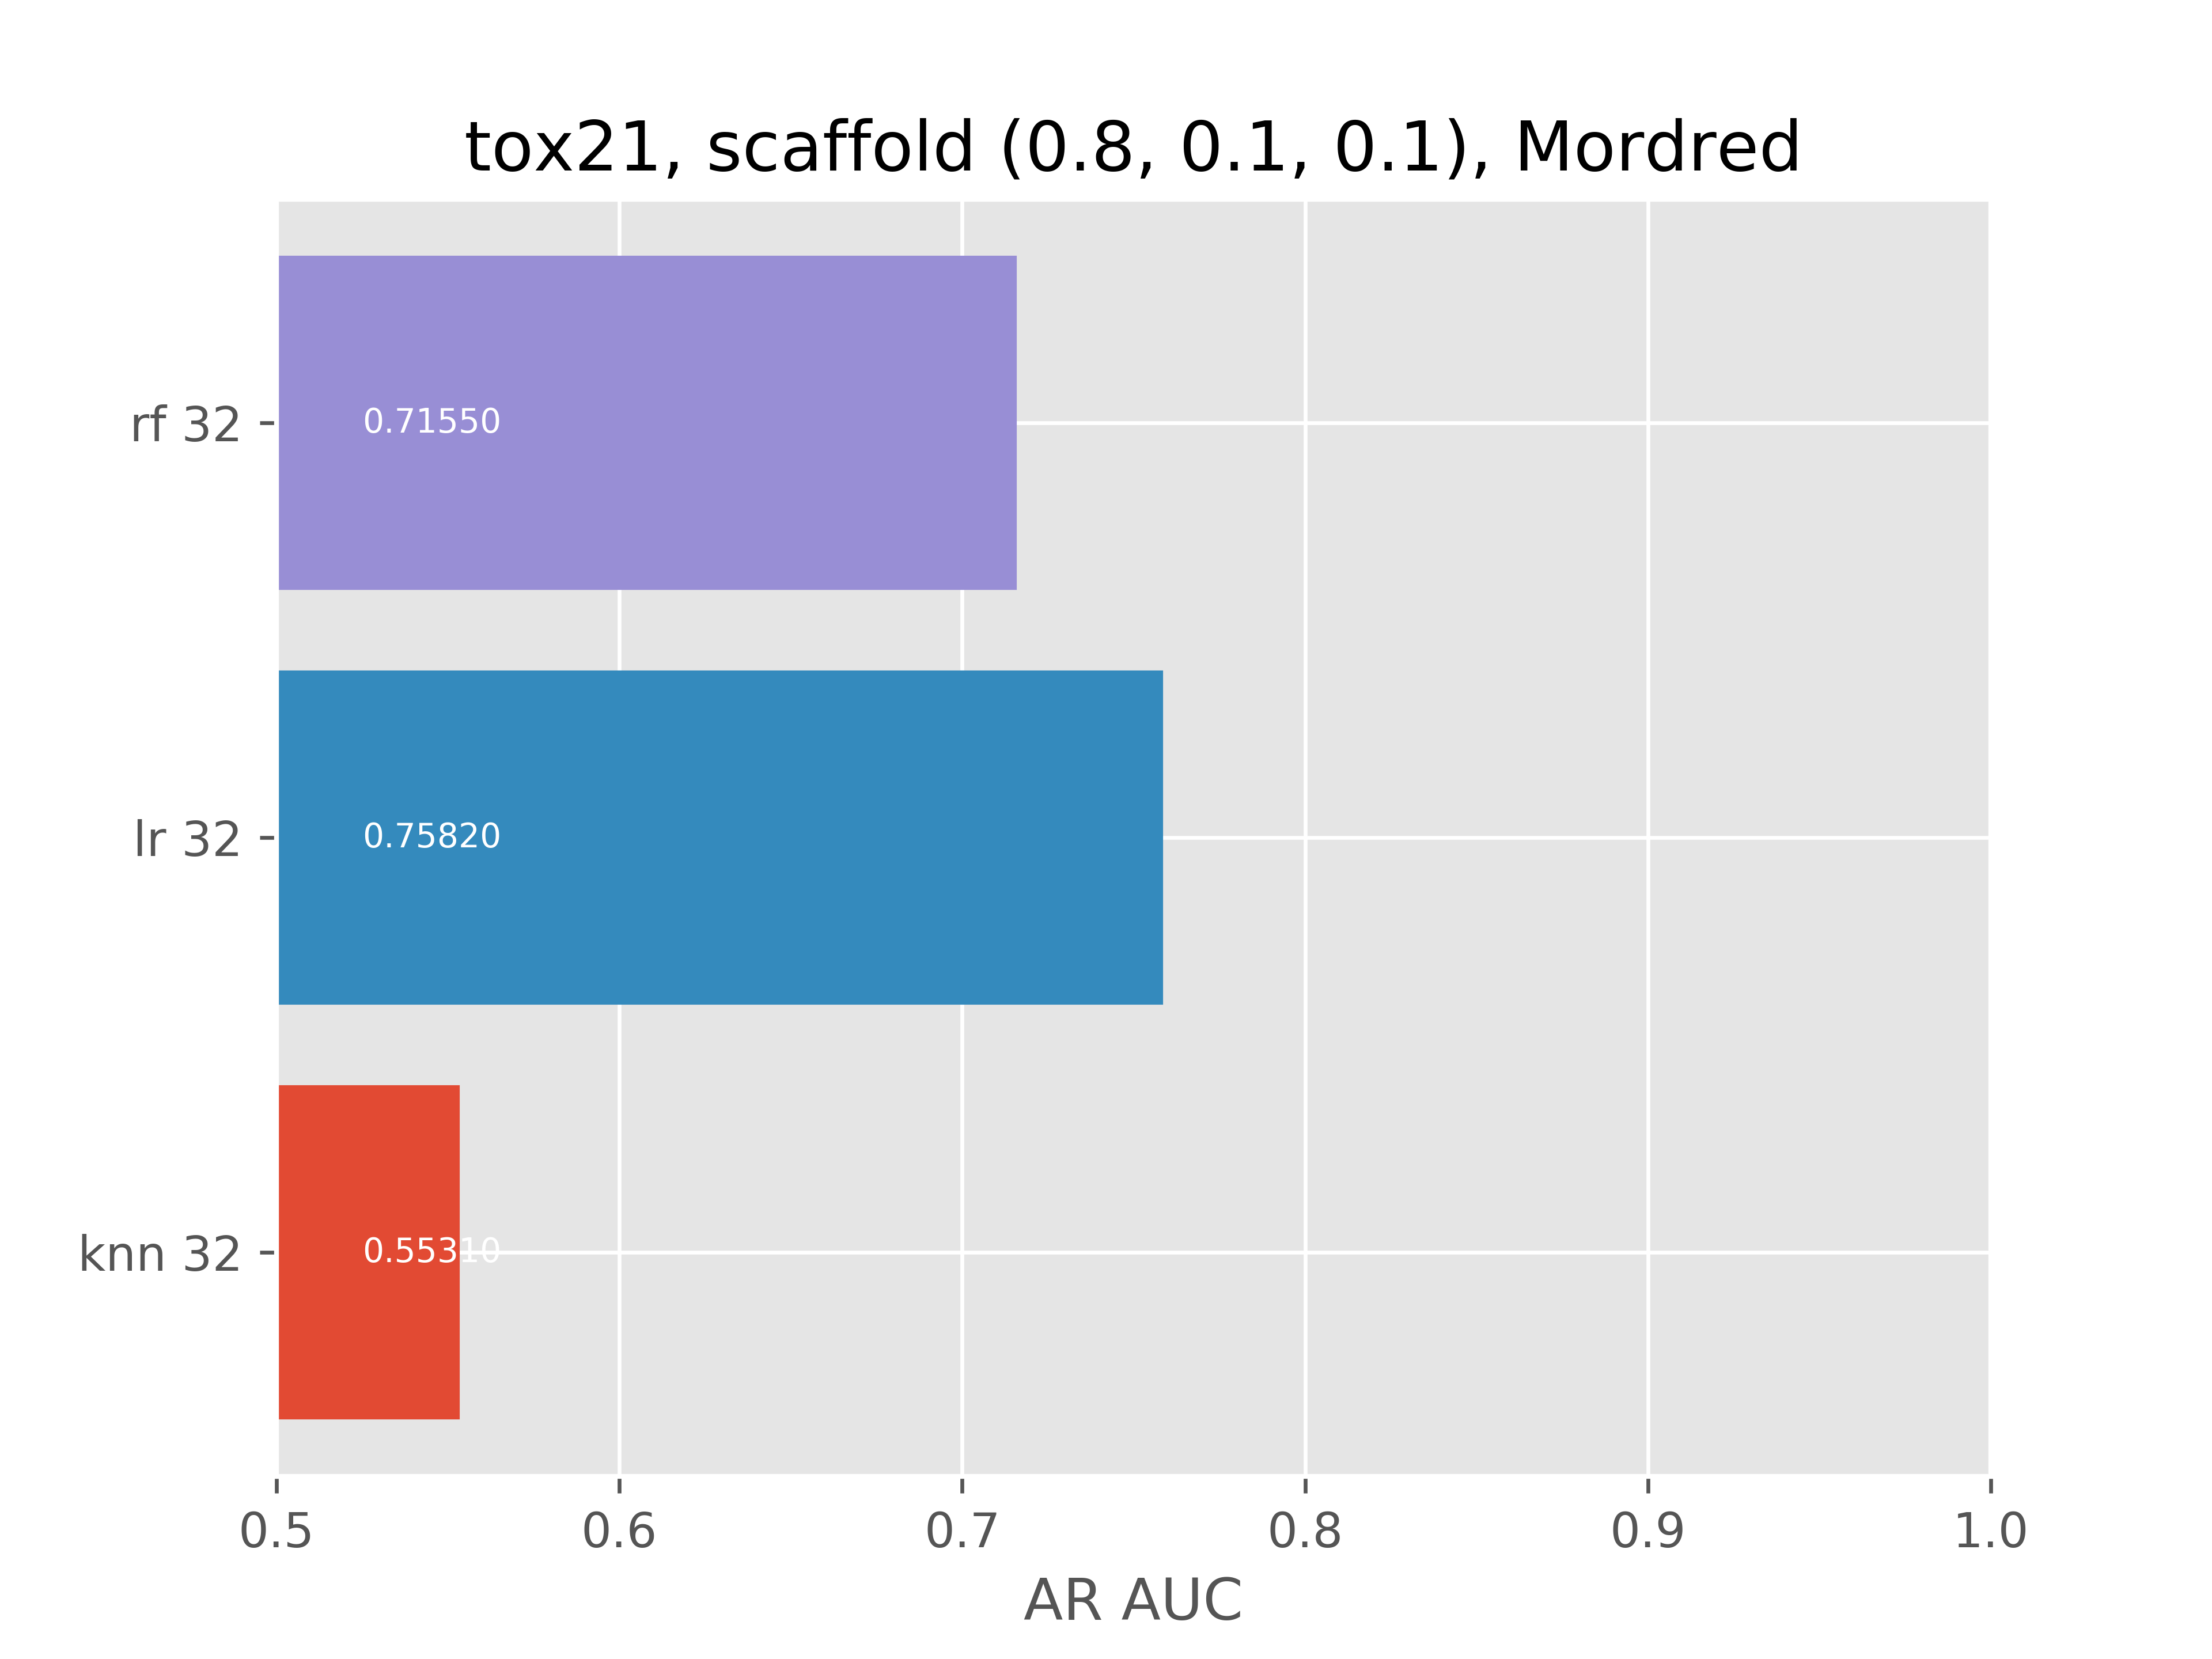 tox21, scaffold (0.8, 0.1, 0.1), Mordred
rf 32
0.71550
lr 32
0.75820
knn 32
0.55310
0.5 0.6 0.7 0.8 0.9 1.0
AR AUC